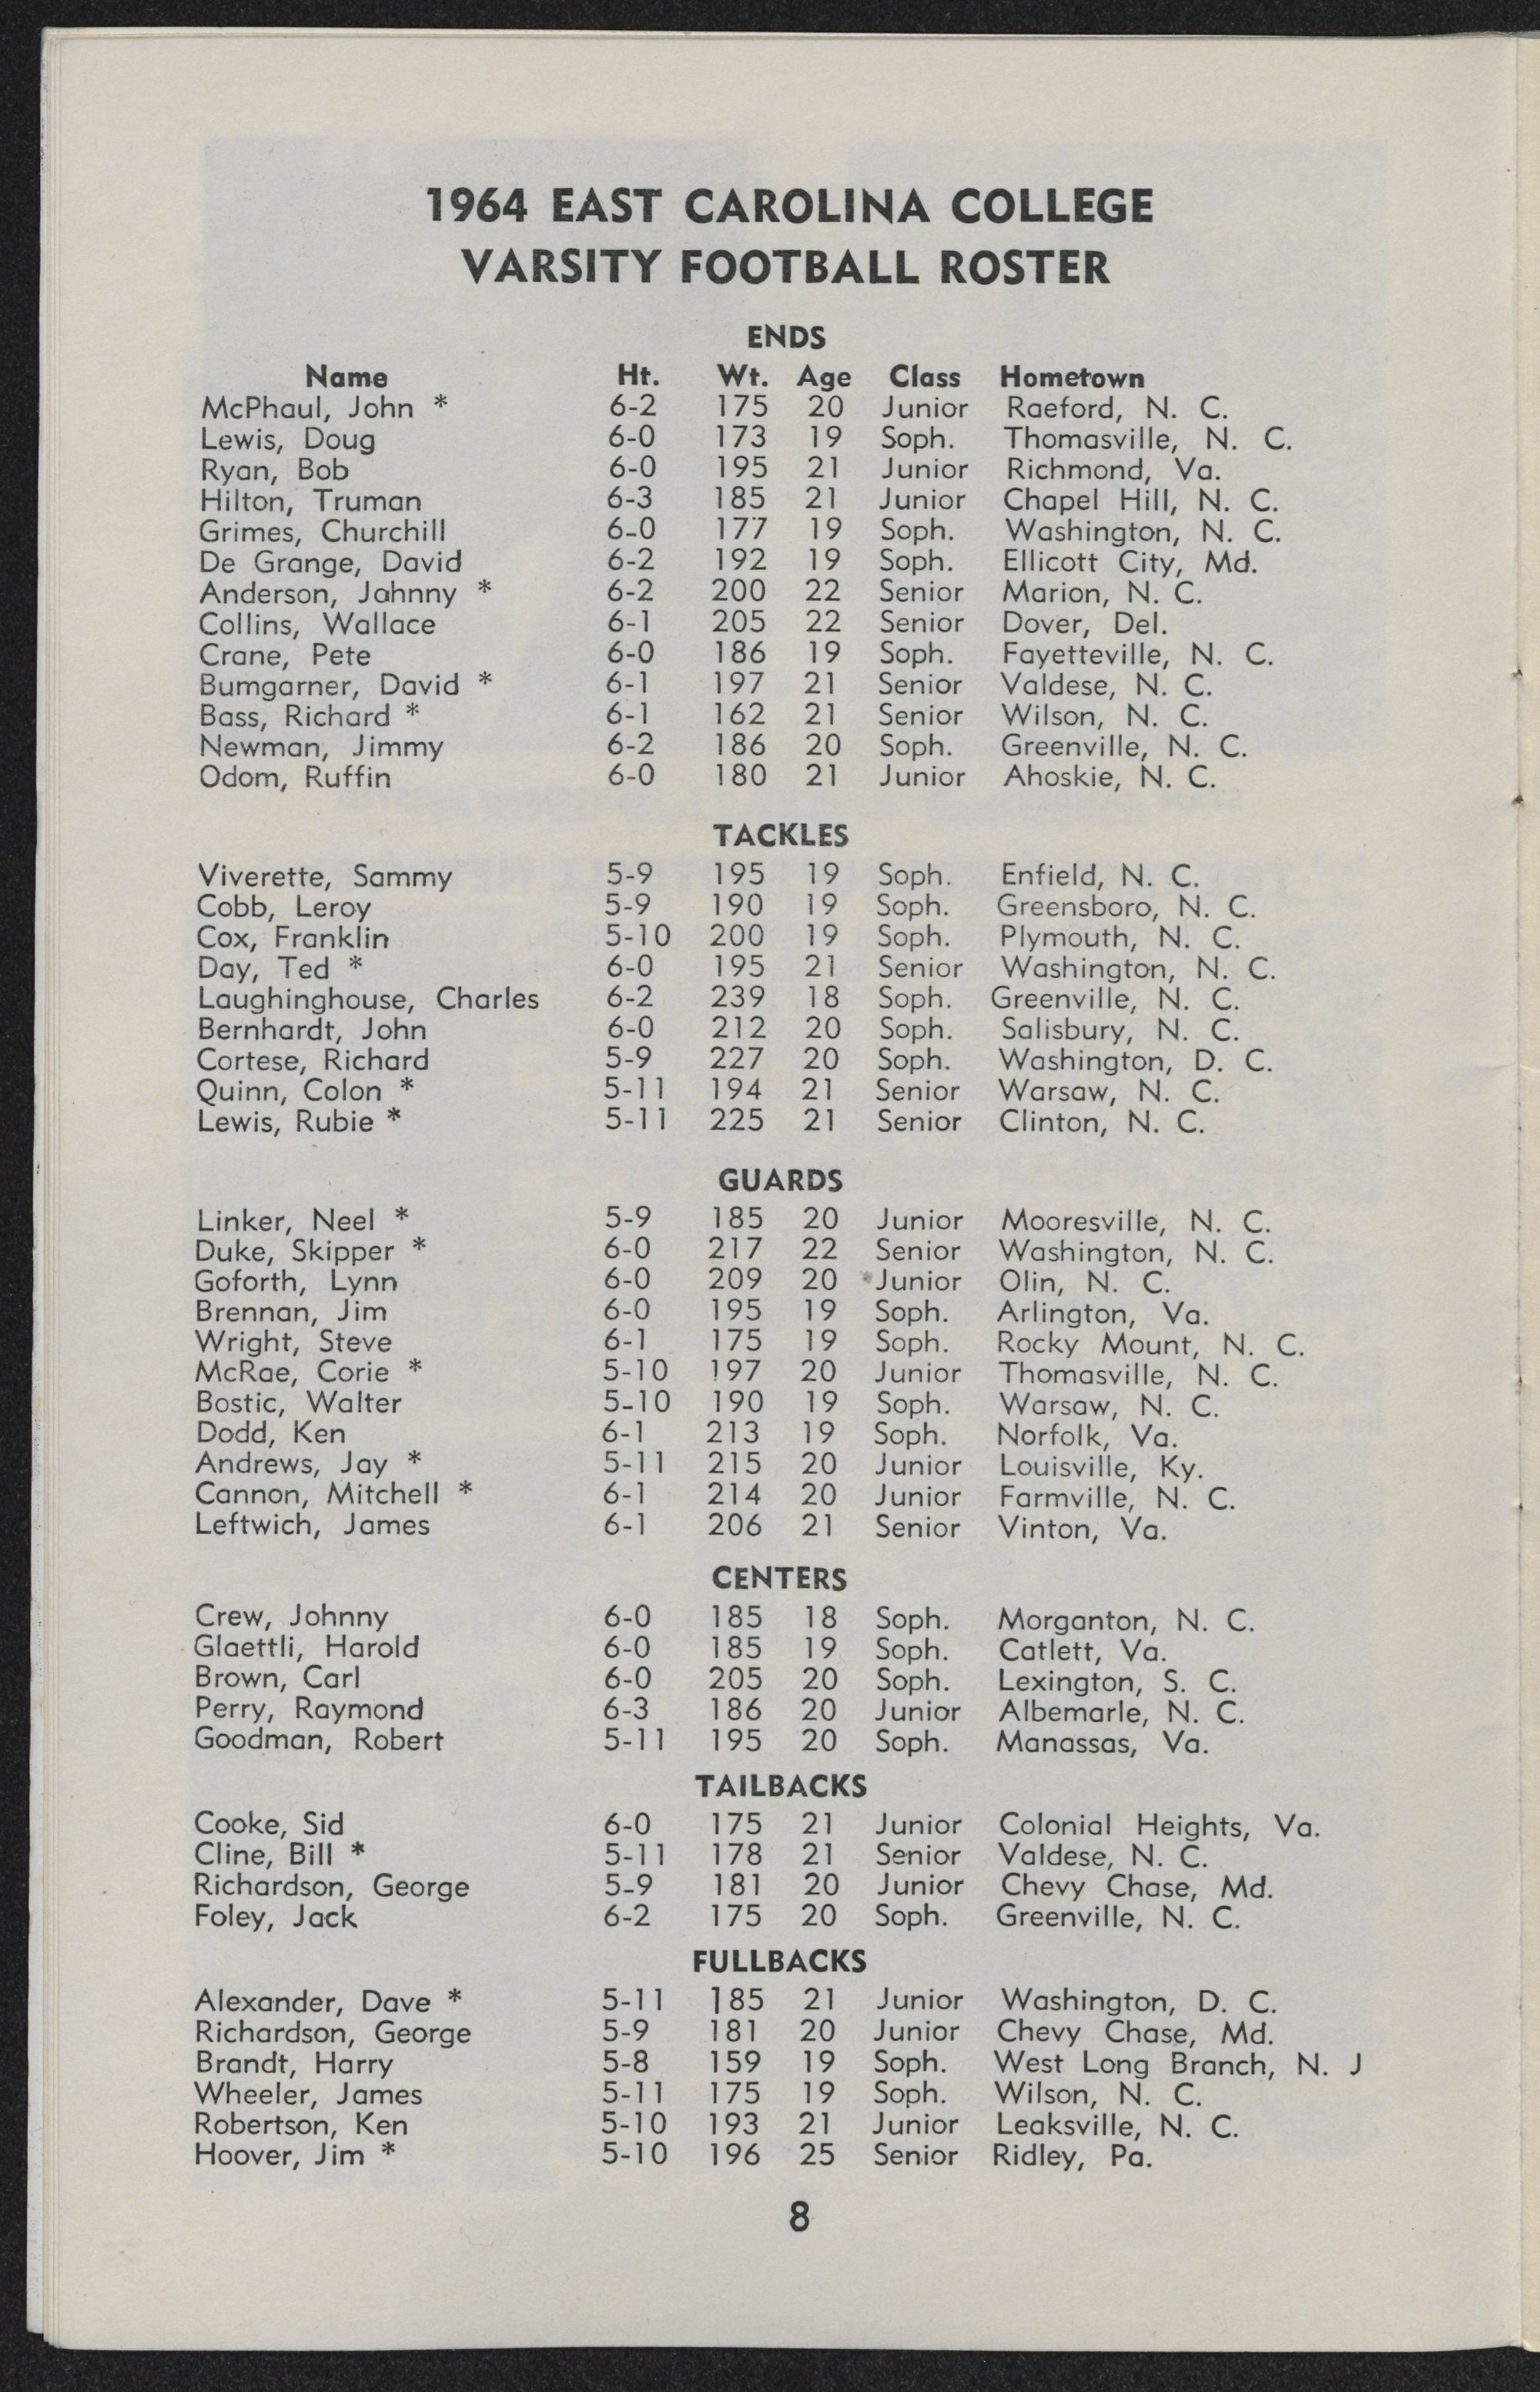 1964 EAST CAROLINA COLLEGE
VARSITY FOOTBALL ROSTER
ENDS
Name Ht. Wt. Age Class Hometown
McPhaul, John * 6-2 175 20 Junior Raeford, N. C.
Lewis, Doug 6-0 173 19 Soph. Thomasville, N. C.
Ryan, Bob 6-0 195 21 Junior Richmond, Va.
Hilton, Truman 6-3 185 21 Junior Chapel Hill, N. C.
Grimes, Churchill 6-0 177 19 Soph. Washington, N. C.
De Grange, David 6-2 192 19 Soph. Ellicott City, Md.
Anderson, Johnny * 6-2 200 22 Senior Marion, N. C.
Collins, Wallace 6-1 205 22 Senior Dover, Del.
Crane, Pete 6-0 186 19 Soph. Fayetteville, N. C.
Bumgarner, David * 6-1 197 21 Senior Valdese, N. C.
Bass, Richard * 6-1 162 21 Senior Wilson, N. C.
Newman, Jimmy 6-2 186 20 Soph. Greenville, N. C.
Odom, Ruffin 6-0 180 21 Junior Ahoskie, N. C.
TACKLES
Viverette, Sammy 5-9 195 19 Soph. Enfield, N. C.
Cobb, Leroy 5-9 190 19 Soph. Greensboro, N. C.
Cox, Franklin 5-10 200 19 Soph. Plymouth, N. C.
Day, Ted * 6-0 195 21 Senior Washington, N. C.
Laughinghouse, Charles 6-2 239 18 Soph. Greenville, N. C.
Bernhardt, John 6-0 212 20 Soph. Salisbury, N. C.
Cortese, Richard 5-9 227 20 Soph. Washington, D. C.
Quinn, Colon * 5-11 194 21 Senior Warsaw, N. C.
Lewis, Rubie * 5-11 225 21 Senior Clinton, N. C.
GUARDS
Linker, Neel * 5-9 185 20 Junior Mooresville, N. C.
Duke, Skipper * 6-0 217 22 Senior Washington, N. C.
Goforth, Lynn 6-0 209 20 Junior Olin, N. C.
Brennan, Jim 6-0 195 19 Soph. Arlington, Va.
Wright, Steve 6-1 175 19 Soph. Rocky Mount, N. C.
McRae, Corie * 5-10 197 20 Junior Thomasville, N. C.
Bostic, Walter 5-10 190 19 Soph. Warsaw, N. C.
Dodd, Ken 6-1 213 19 Soph. Norfolk, Va.
Andrews, Jay * 5-11 215 20 Junior Louisville, Ky.
Cannon, Mitchell * 6-1 214 20 Junior Farmville, N. C.
Leftwich, James 6-1 206 21 Senior Vinton, Va.
CENTERS
Crew, Johnny 6-0 185 18 Soph. Morganton, N. C.
Glaettli, Harold 6-0 185 19 Soph. Catlett, Va.
Brown, Carl 6-0 205 20 Soph. Lexington, S. C.
Perry, Raymond 6-3 186 20 Junior Albemarle, N. C.
Goodman, Robert 5-11 195 20 Soph. Manassas, Va.
TAILBACKS
Cooke, Sid 6-0 175 21 Junior Colonial Heights, Va.
Cline, Bill * 5-11 178 21 Senior Valdese, N. C.
Richardson, George 5-9 181 20 Junior Chevy Chase, Md.
Foley, Jack 6-2 175 20 Soph. Greenville, N. C.
FULLBACKS
Alexander, Dave * 5-11 185 21 Junior Washington, D. C.
Richardson, George 5-9 181 20 Junior Chevy Chase, Md.
Brandt, Harry 5-8 159 19 Soph. West Long Branch, N. J
Wheeler, James 5-11 175 19 Soph. Wilson, N. C.
Robertson, Ken 5-10 193 21 Junior Leaksville, N. C.
Hoover, Jim * 5-10 196 25 Senior Ridley, Pa.
8